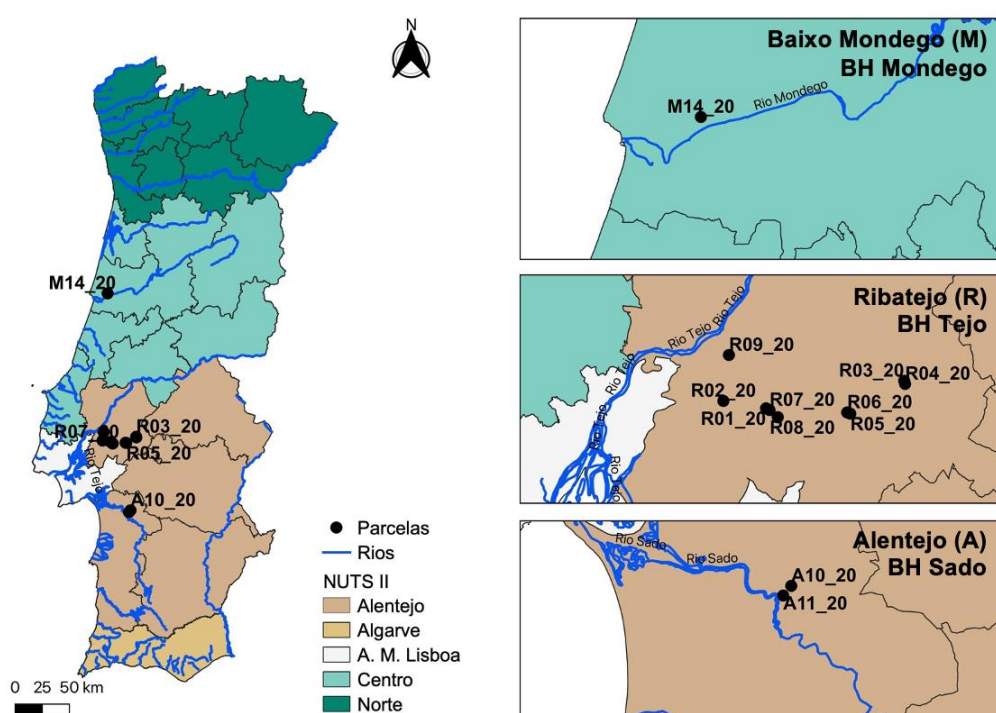 N
M14_20
R07_20
R03_20
R05_20
Rio Tejo
A10_20
Parcelas
Rios
NUTS II
Alentejo
Algarve
A. M. Lisboa
Centro
Norte
0 25 50 km
Baixo Mondego (M)
BH Mondego
M14_20
Rio Mondego
Ribatejo (R)
BH Tejo
Rio Tejo
Rio Tejo
Rio Tejo
Rio Tejo
Rio Tejo
R09_20
R03_20
R04_20
R02_20
R07_20
R06_20
R01_20
R08_20
R05_20
Alentejo (A)
BH Sado
Rio Sado
Rio Sado
A10_20
A11_20